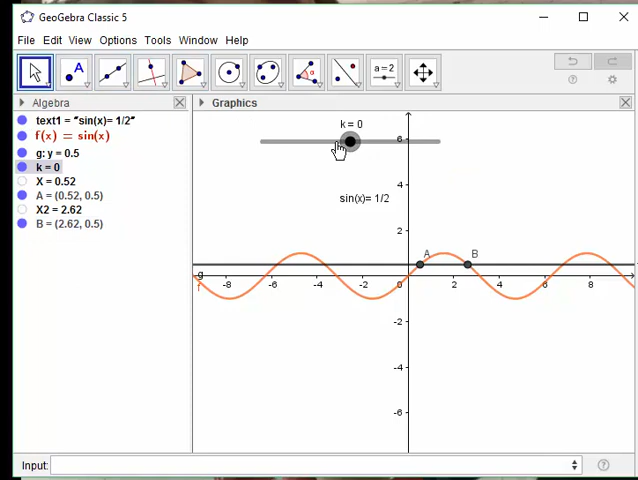 GeoGebra Classic 5
File Edit View Options Tools Window Help
A
α
a=2
Algebra
Graphics
text1 = "sin(x)= 1/2"
f(x) = sin(x)
g: y = 0.5
k = 0
X = 0.52
A = (0.52, 0.5)
X2 = 2.62
B = (2.62, 0.5)
k = 0
6
4
sin(x)= 1/2
2
A B
g
f
-8 -6 -4 -2 0 2 4 6 8
-2
-4
-6
Input: